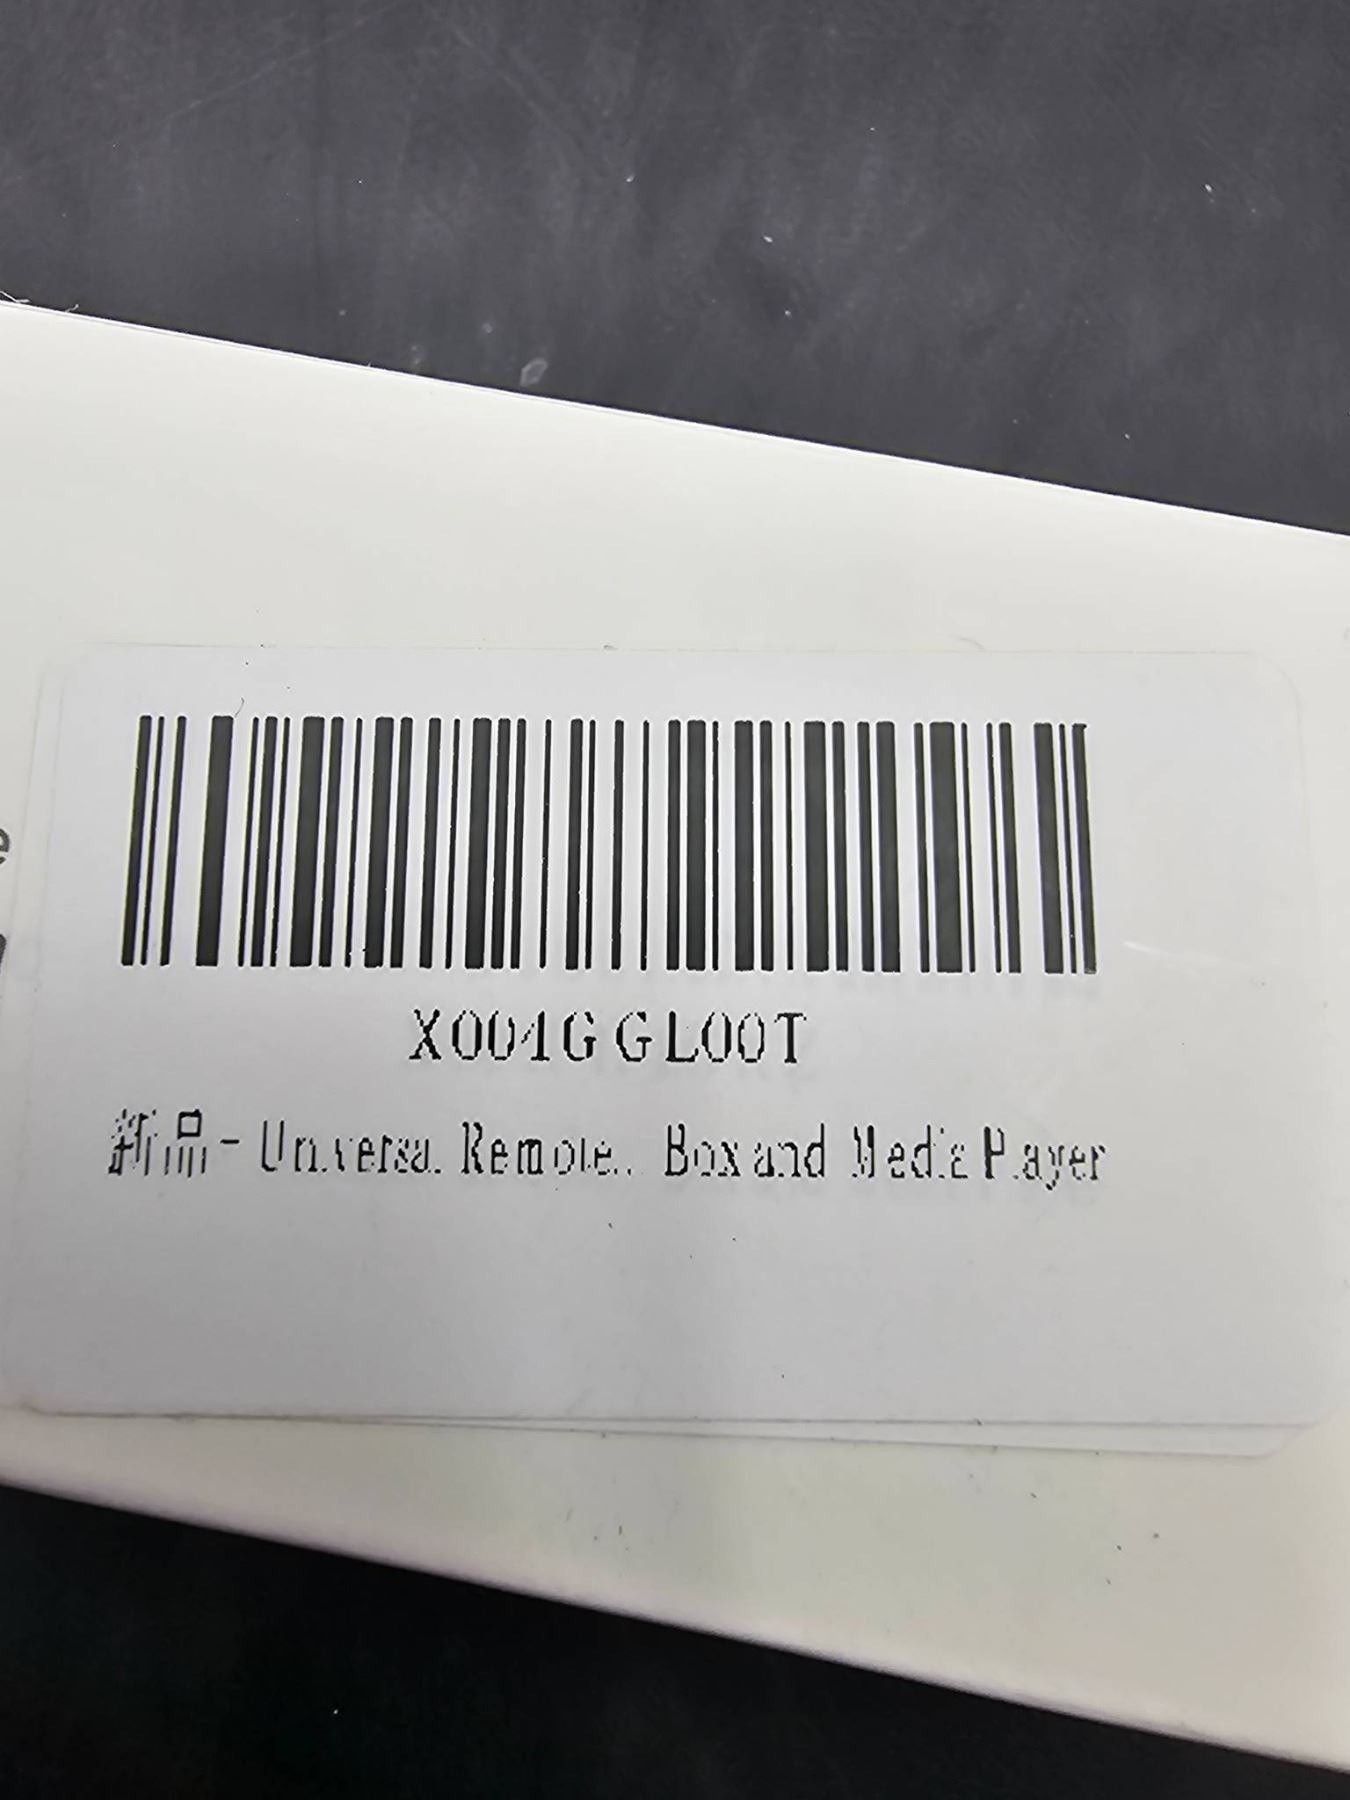 X004GGL00T
新品 - Universal Remote... Box and Media Player
e